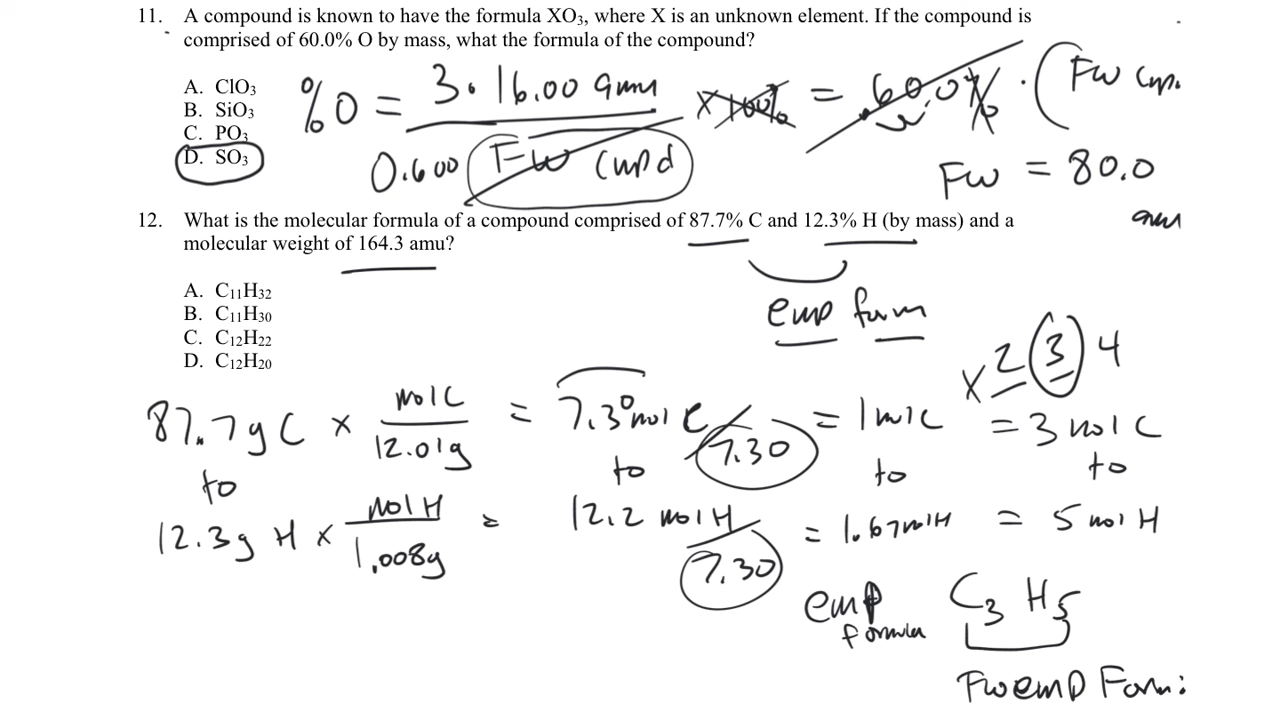 11. A compound is known to have the formula XO₃, where X is an unknown element. If the compound is
comprised of 60.0% O by mass, what the formula of the compound?
A. ClO₃
B. SiO₃
C. PO₃
D. SO₃
%O = 3 · 16.00 amu x 100% = 60.0% · (FW cmp.
0.600 FW cmpd
FW = 80.0
amu
12. What is the molecular formula of a compound comprised of 87.7% C and 12.3% H (by mass) and a
molecular weight of 164.3 amu?
A. C₁₁H₃₂
B. C₁₁H₃₀
C. C₁₂H₂₂
D. C₁₂H₂₀
emp form
x 2 3 4
87.7g C x mol C / 12.01g = 7.30 mol C / 7.30 = 1 mol C = 3 mol C
to to to to
12.3g H x mol H / 1.008g = 12.2 mol H / 7.30 = 1.67 mol H = 5 mol H
emp C₃H₅
formula
FW emp Form: